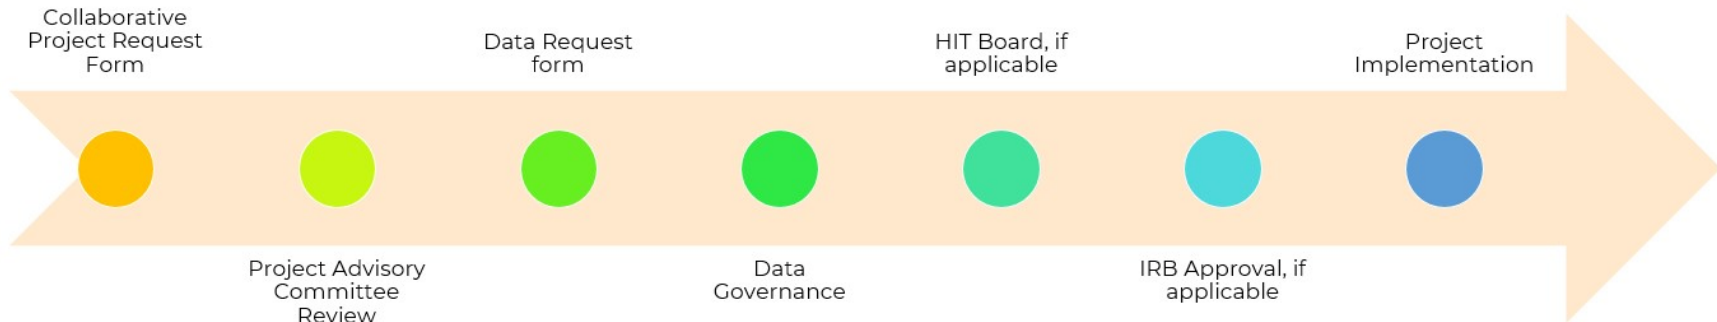 Collaborative
Project Request
Form
Project Advisory
Committee
Review
Data Request
form
Data
Governance
HIT Board, if
applicable
IRB Approval, if
applicable
Project
Implementation